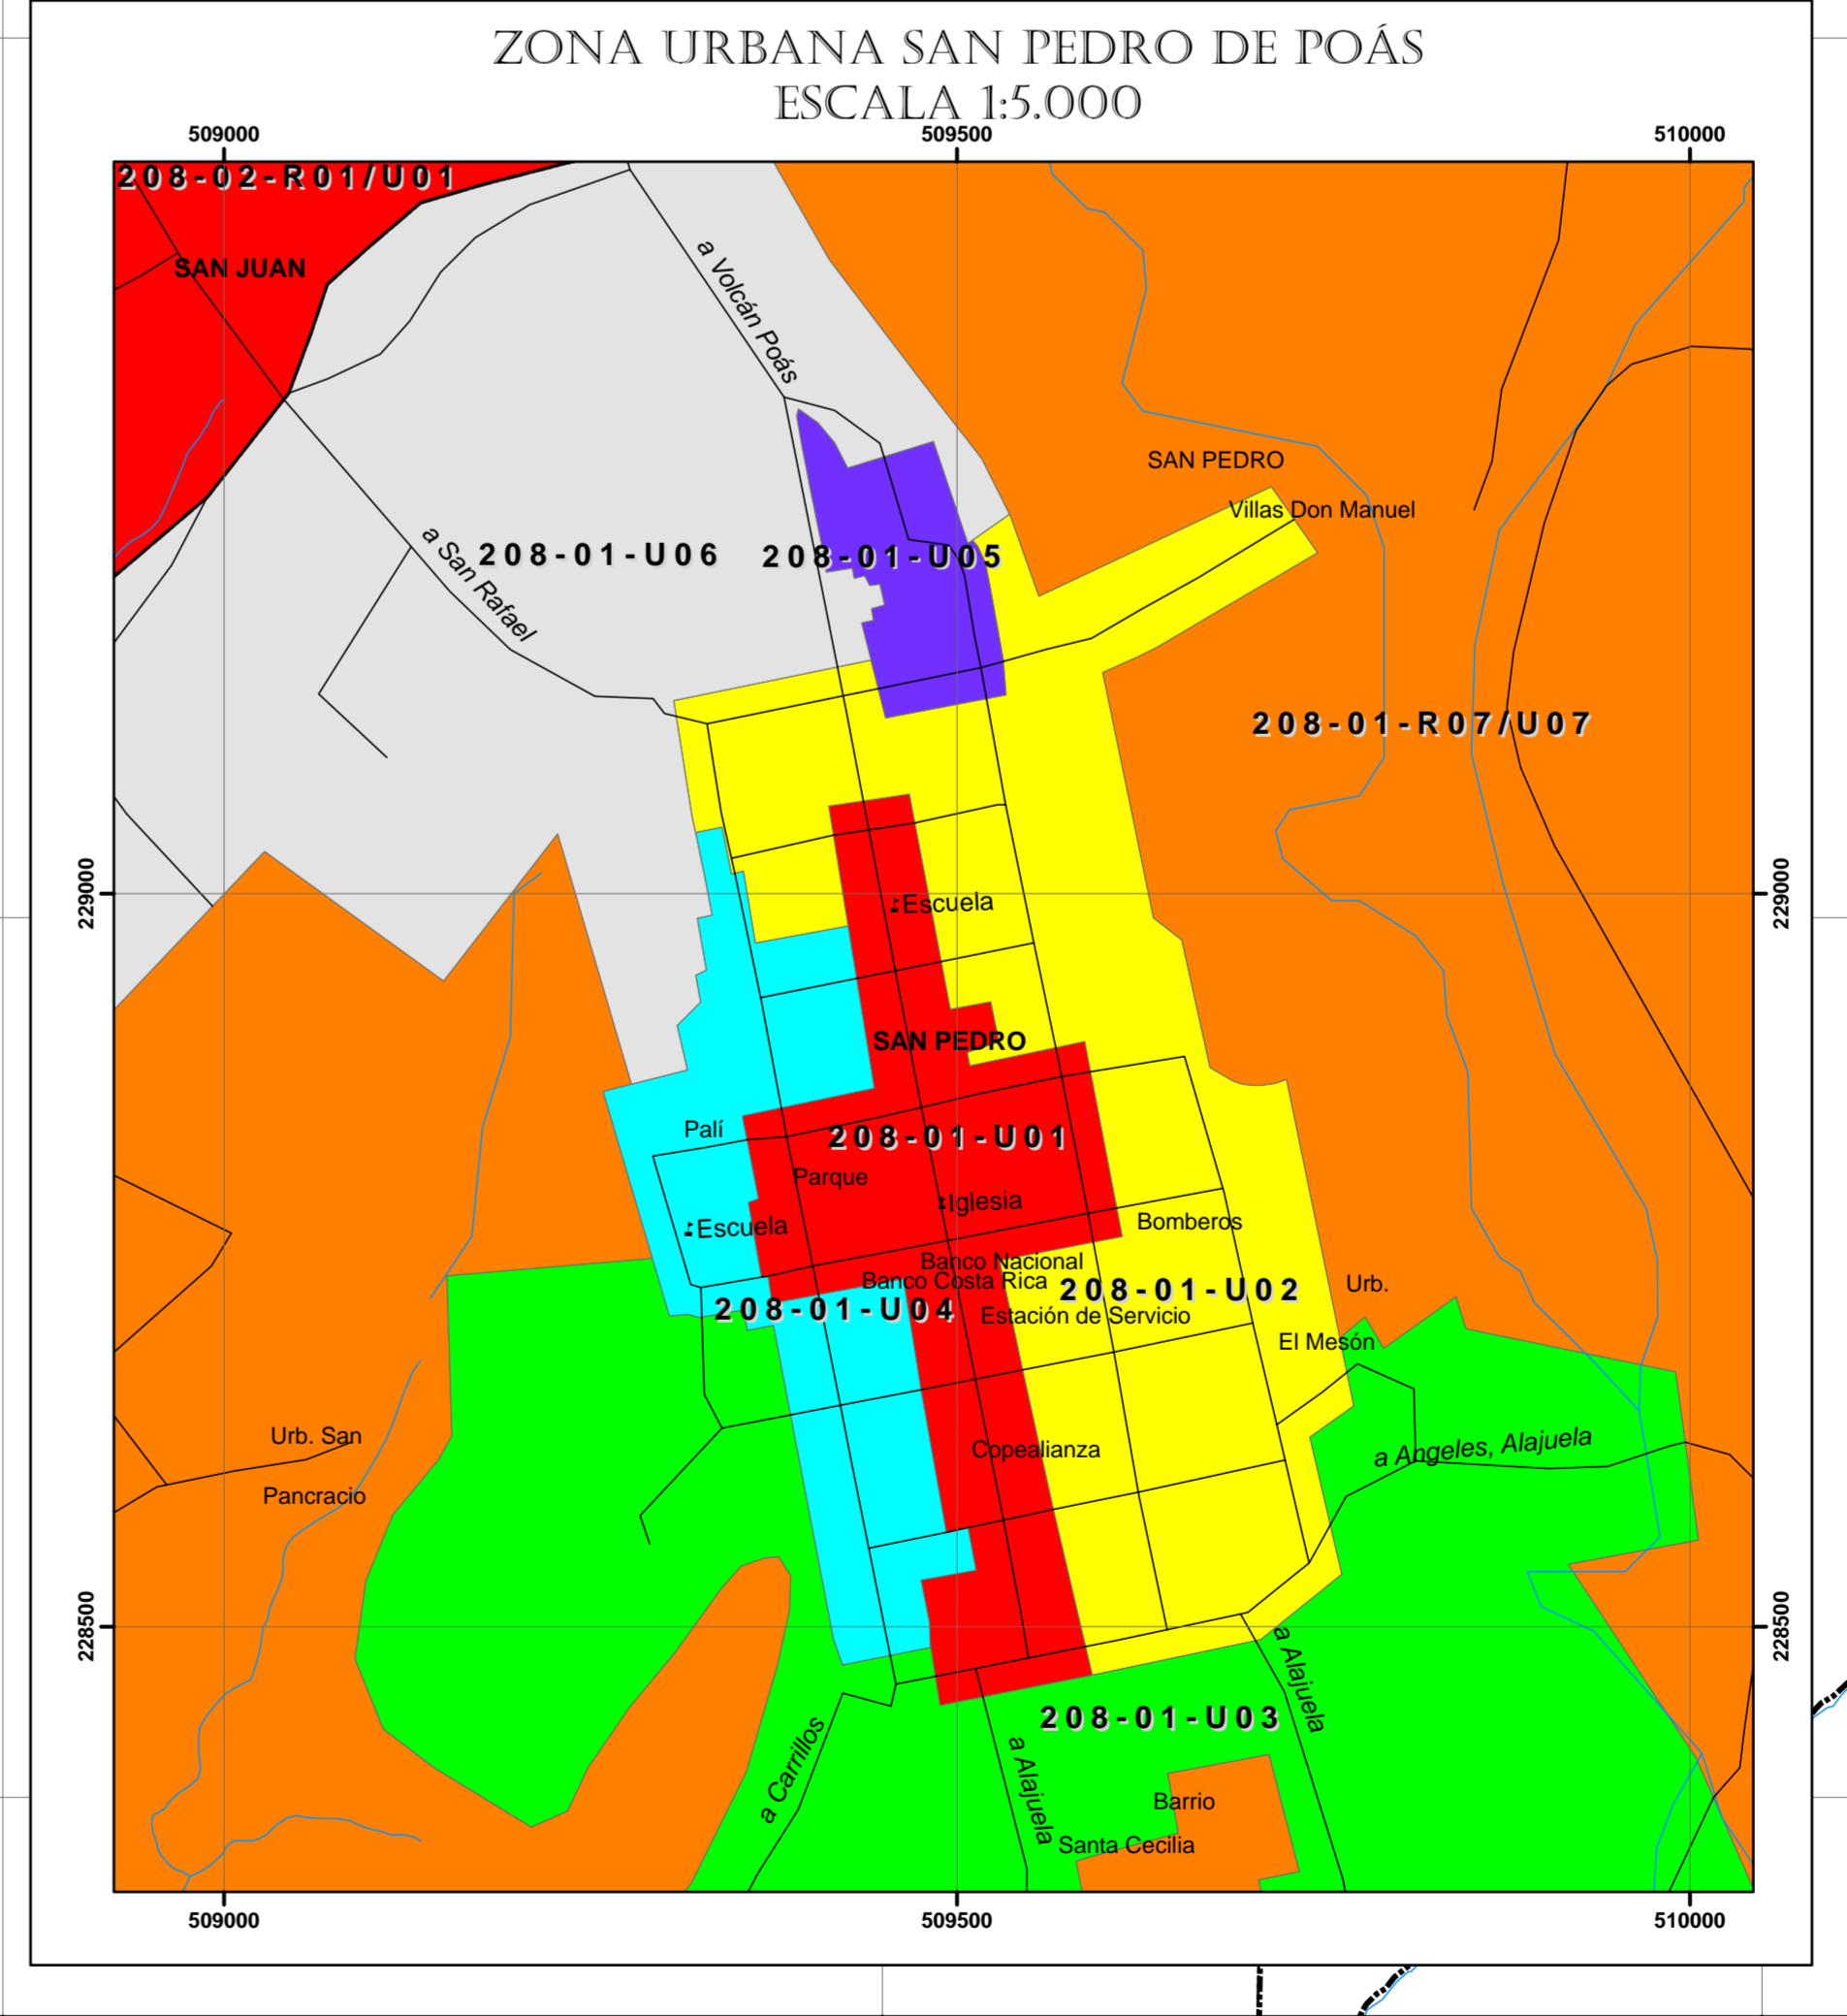 ZONA URBANA SAN PEDRO DE POÁS
ESCALA 1:5.000
509000
509500
510000
208-02-R01/U01
SAN JUAN
a Volcán Poás
SAN PEDRO
Villas Don Manuel
a San Rafael
208-01-U06
208-01-U05
208-01-R07/U07
229000
229000
Escuela
SAN PEDRO
Palí
208-01-U01
Parque
Iglesia
Escuela
Bomberos
Banco Nacional
Banco Costa Rica
208-01-U02
Urb.
208-01-U04
Estación de Servicio
El Mesón
Urb. San
Pancracio
Copealianza
a Angeles, Alajuela
228500
228500
a Alajuela
208-01-U03
a Carrillos
a Alajuela
Barrio
Santa Cecilia
509000
509500
510000